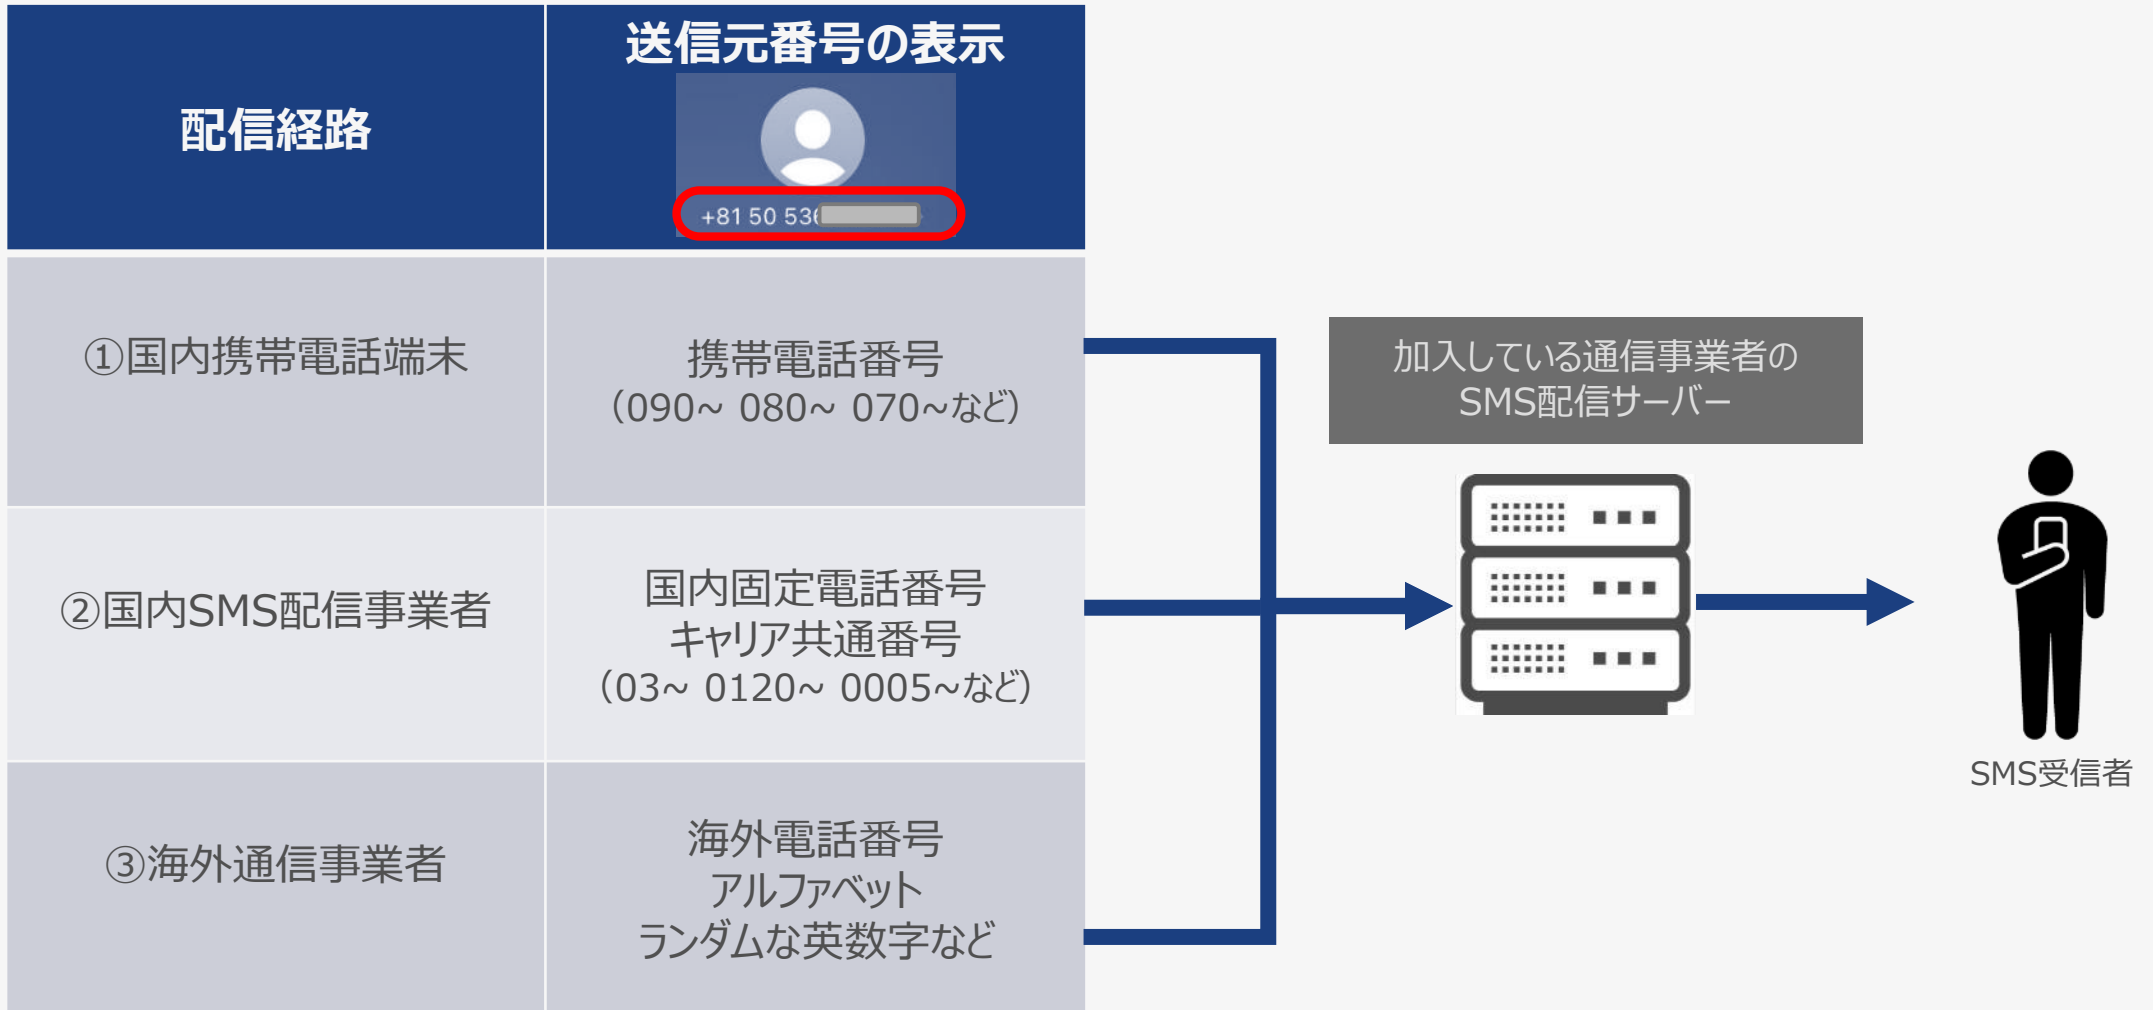 配信経路
送信元番号の表示
+81 50 536
①国内携帯電話端末
携帯電話番号
（090~ 080~ 070~など）
②国内SMS配信事業者
国内固定電話番号
キャリア共通番号
（03~ 0120~ 0005~など）
③海外通信事業者
海外電話番号
アルファベット
ランダムな英数字など
加入している通信事業者の
SMS配信サーバー
SMS受信者